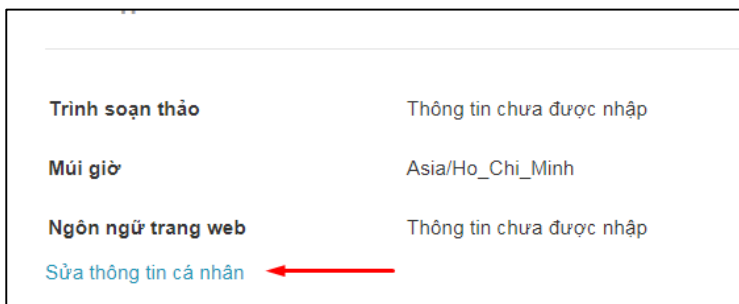 Trình soạn thảo Thông tin chưa được nhập
Múi giờ Asia/Ho_Chi_Minh
Ngôn ngữ trang web Thông tin chưa được nhập
Sửa thông tin cá nhân